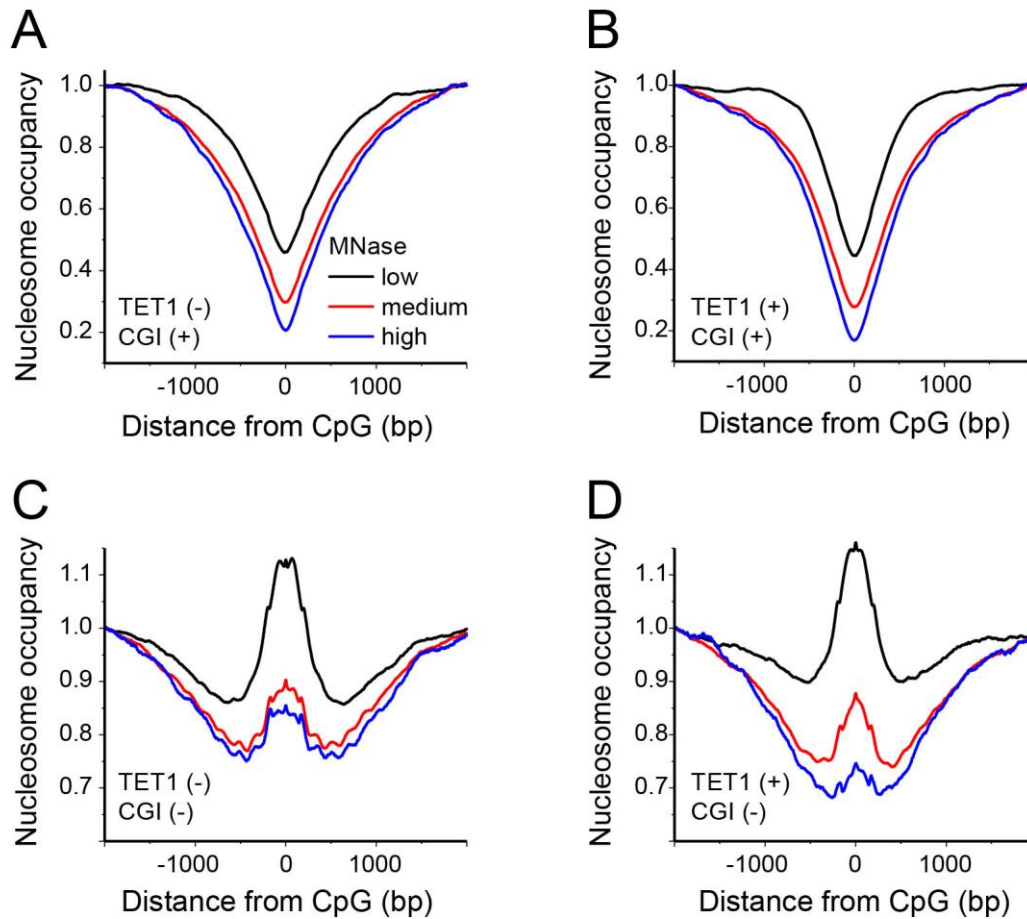 A
Nucleosome occupancy
1.0
0.8
0.6
0.4
0.2
MNase
low
medium
high
TET1 (-)
CGI (+)
-1000
0
1000
Distance from CpG (bp)
B
Nucleosome occupancy
1.0
0.8
0.6
0.4
0.2
TET1 (+)
CGI (+)
-1000
0
1000
Distance from CpG (bp)
C
Nucleosome occupancy
1.1
1.0
0.9
0.8
0.7
TET1 (-)
CGI (-)
-1000
0
1000
Distance from CpG (bp)
D
Nucleosome occupancy
1.1
1.0
0.9
0.8
0.7
TET1 (+)
CGI (-)
-1000
0
1000
Distance from CpG (bp)